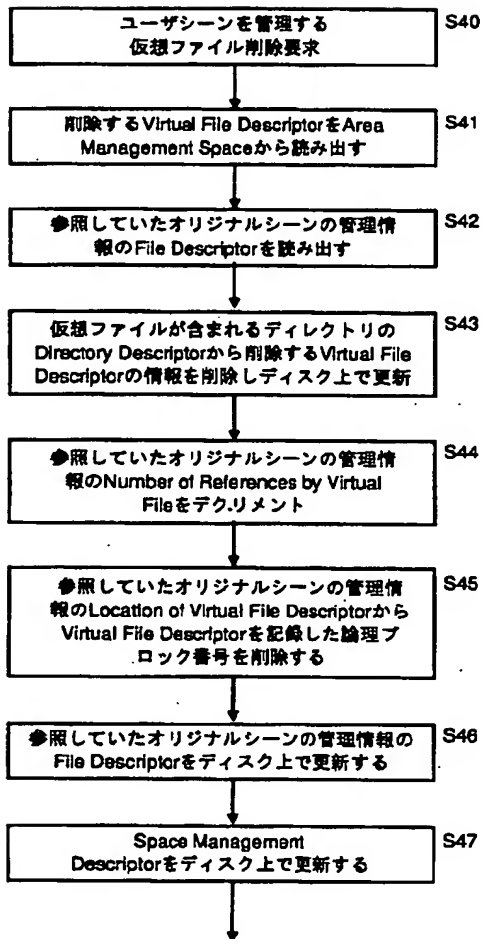 ユーザシーンを管理する
仮想ファイル削除要求
S40
削除するVirtual File DescriptorをArea
Management Spaceから読み出す
S41
参照していたオリジナルシーンの管理情
報のFile Descriptorを読み出す
S42
仮想ファイルが含まれるディレクトリの
Directory Descriptorから削除するVirtual File
Descriptorの情報を削除しディスク上で更新
S43
参照していたオリジナルシーンの管理情
報のNumber of References by Virtual
Fileをデクリメント
S44
参照していたオリジナルシーンの管理情
報のLocation of Virtual File Descriptorから
Virtual File Descriptorを記録した論理ブ
ロック番号を削除する
S45
参照していたオリジナルシーンの管理情報の
File Descriptorをディスク上で更新する
S46
Space Management
Descriptorをディスク上で更新する
S47